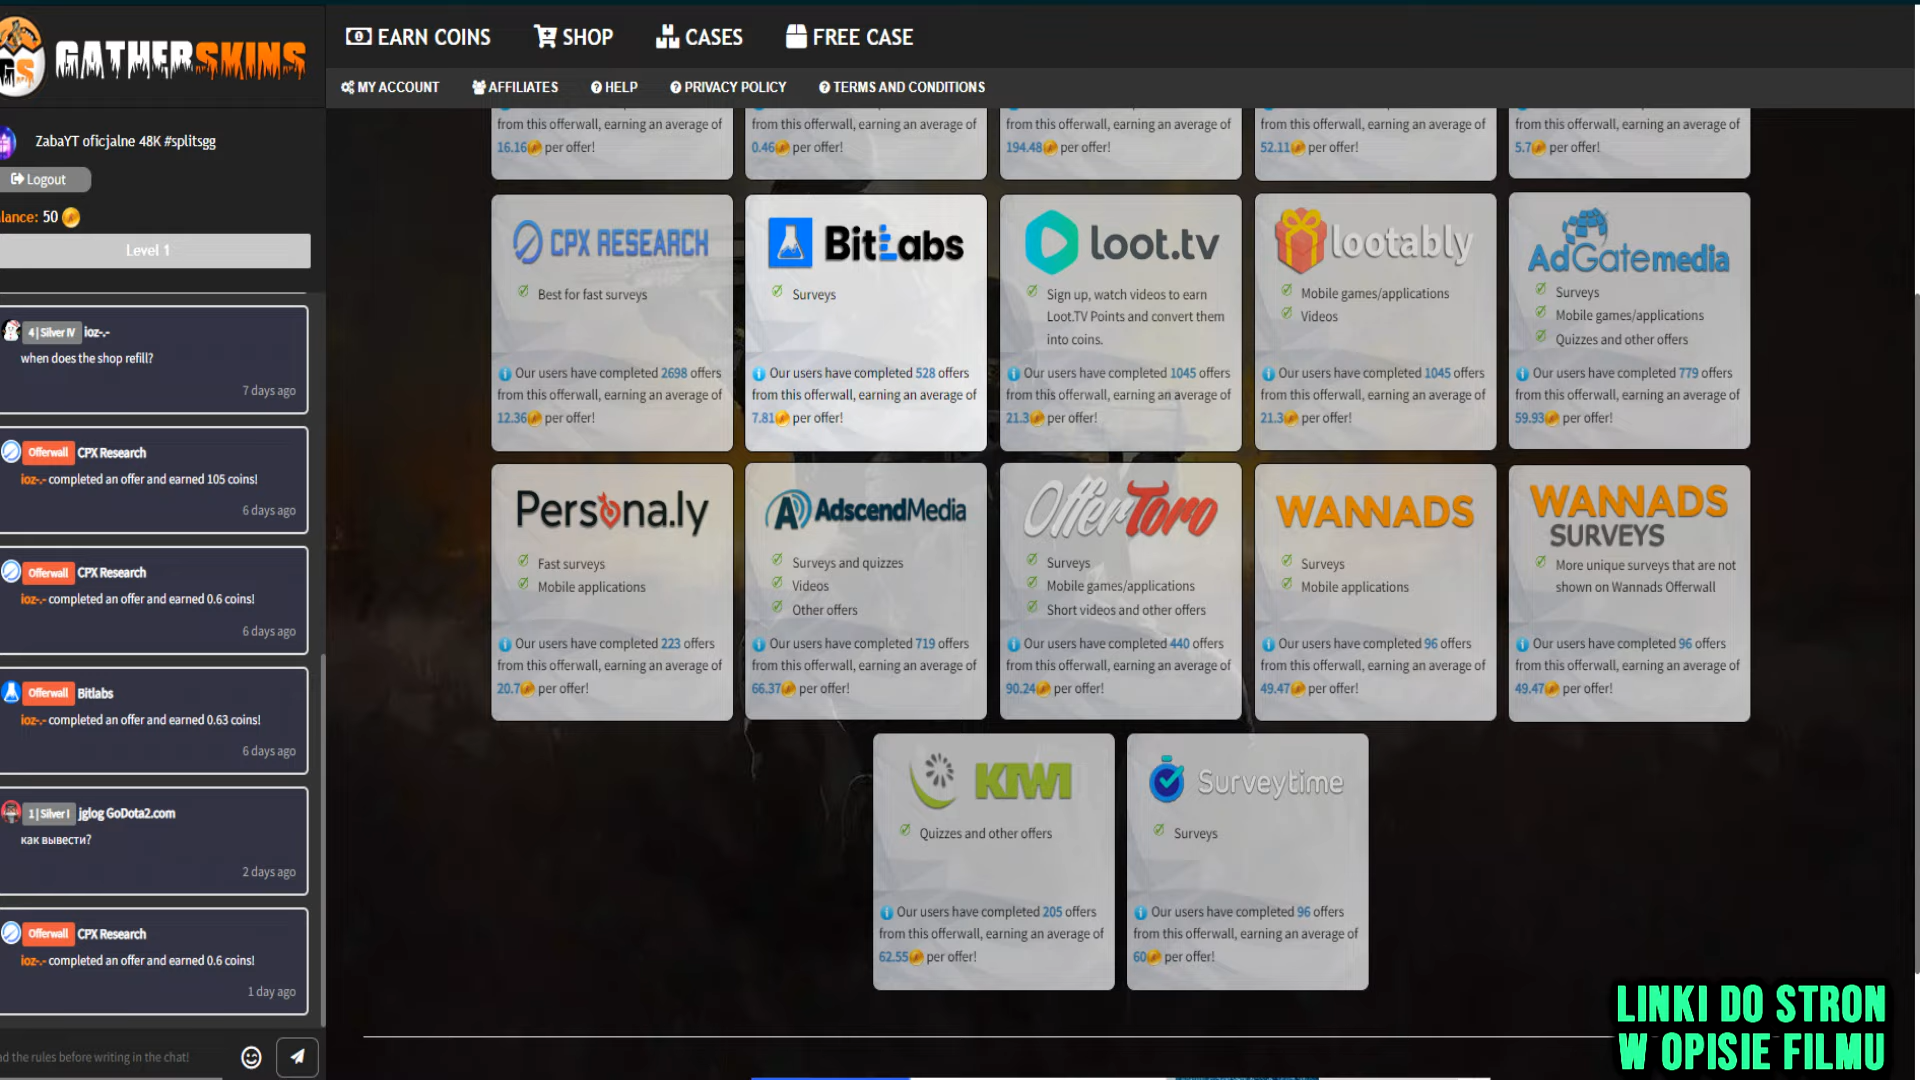 GATHERSKINS
GS
EARN COINS
SHOP
CASES
FREE CASE
MY ACCOUNT
AFFILIATES
HELP
PRIVACY POLICY
TERMS AND CONDITIONS
ZabaYT oficjalne 48K #splitsgg
Logout
lance: 50
Level 1
4 | Silver IV ioz-.-
when does the shop refill?
7 days ago
Offerwall CPX Research
ioz-.- completed an offer and earned 105 coins!
6 days ago
Offerwall CPX Research
ioz-.- completed an offer and earned 0.6 coins!
6 days ago
Offerwall Bitlabs
ioz-.- completed an offer and earned 0.63 coins!
6 days ago
1 | Silver I jglog GoDota2.com
как вывести?
2 days ago
Offerwall CPX Research
ioz-.- completed an offer and earned 0.6 coins!
1 day ago
ad the rules before writing in the chat!
from this offerwall, earning an average of
16.16 per offer!
from this offerwall, earning an average of
0.46 per offer!
from this offerwall, earning an average of
194.48 per offer!
from this offerwall, earning an average of
52.11 per offer!
from this offerwall, earning an average of
5.7 per offer!
CPX RESEARCH
Best for fast surveys
Our users have completed 2698 offers
from this offerwall, earning an average of
12.36 per offer!
BitLabs
Surveys
Our users have completed 528 offers
from this offerwall, earning an average of
7.81 per offer!
loot.tv
Sign up, watch videos to earn
Loot.TV Points and convert them
into coins.
Our users have completed 1045 offers
from this offerwall, earning an average of
21.3 per offer!
lootably
Mobile games/applications
Videos
Our users have completed 1045 offers
from this offerwall, earning an average of
21.3 per offer!
AdGatemedia
Surveys
Mobile games/applications
Quizzes and other offers
Our users have completed 779 offers
from this offerwall, earning an average of
59.93 per offer!
Persona.ly
Fast surveys
Mobile applications
Our users have completed 223 offers
from this offerwall, earning an average of
20.7 per offer!
AdscendMedia
Surveys and quizzes
Videos
Other offers
Our users have completed 719 offers
from this offerwall, earning an average of
66.37 per offer!
OfferToro
Surveys
Mobile games/applications
Short videos and other offers
Our users have completed 440 offers
from this offerwall, earning an average of
90.24 per offer!
WANNADS
Surveys
Mobile applications
Our users have completed 96 offers
from this offerwall, earning an average of
49.47 per offer!
WANNADS
SURVEYS
More unique surveys that are not
shown on Wannads Offerwall
Our users have completed 96 offers
from this offerwall, earning an average of
49.47 per offer!
KIWI
Quizzes and other offers
Our users have completed 205 offers
from this offerwall, earning an average of
62.55 per offer!
Surveytime
Surveys
Our users have completed 96 offers
from this offerwall, earning an average of
60 per offer!
LINKI DO STRON
W OPISIE FILMU